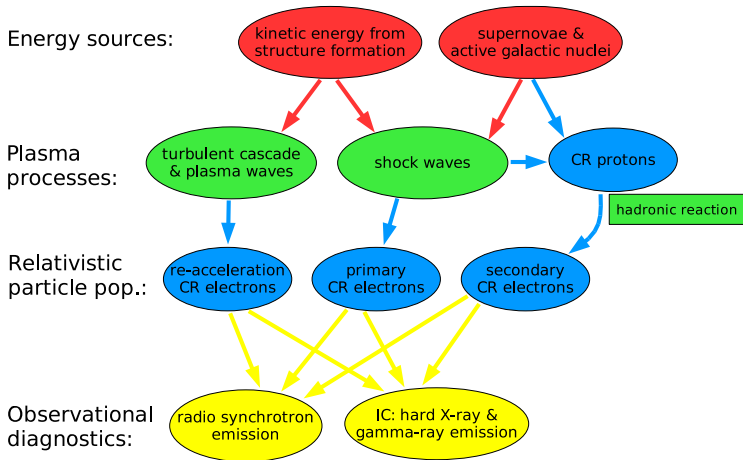 Energy sources:
kinetic energy from
structure formation
supernovae &
active galactic nuclei
Plasma
processes:
turbulent cascade
& plasma waves
shock waves
CR protons
hadronic reaction
Relativistic
particle pop.:
re-acceleration
CR electrons
primary
CR electrons
secondary
CR electrons
Observational
diagnostics:
radio synchrotron
emission
IC: hard X-ray &
gamma-ray emission